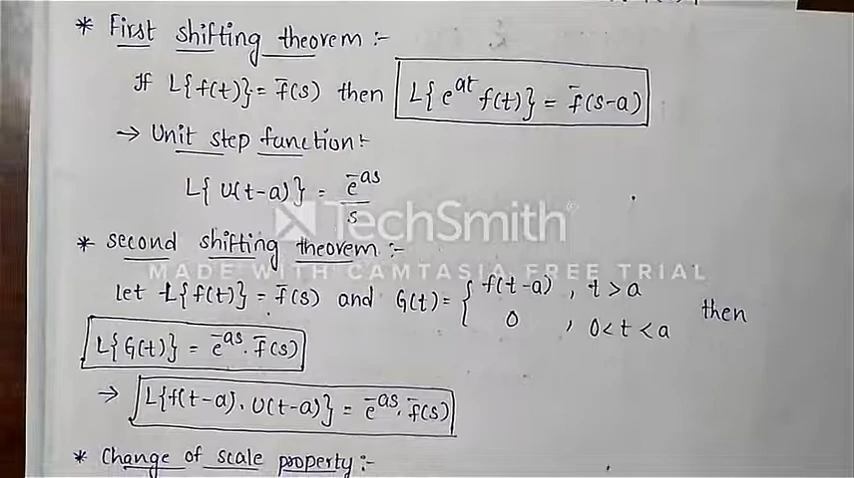 * First shifting theorem :-
If L{f(t)} = f̄(s) then L{e^{at} f(t)} = f̄(s-a)
→ Unit step function:-
L{U(t-a)} = e^{-as}/s
TechSmith®
* second shifting theorem :-
MADE WITH CAMTASIA FREE TRIAL
Let L{f(t)} = f̄(s) and G(t) = { f(t-a) , t > a
0 , 0 < t < a then
L{G(t)} = e^{-as}. f̄(s)
→ L{f(t-a). U(t-a)} = e^{-as}. f̄(s)
* Change of scale property :-